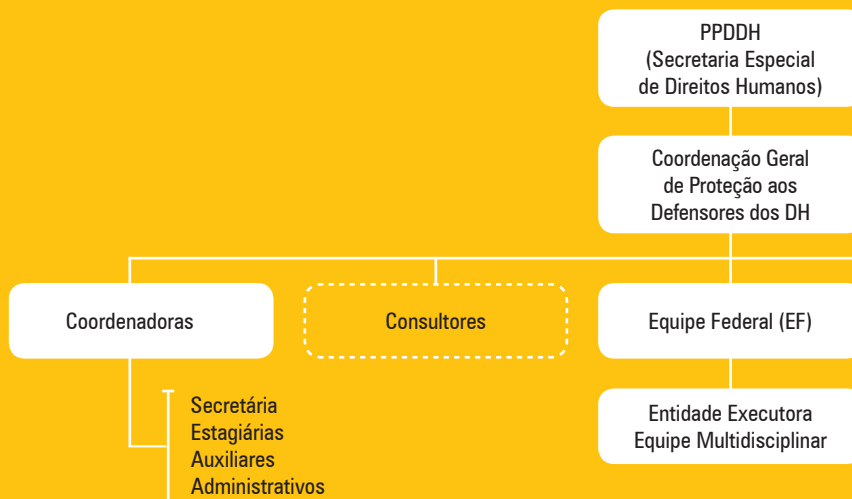 PPDDH
(Secretaria Especial
de Direitos Humanos)
Coordenação Geral
de Proteção aos
Defensores dos DH
Coordenadoras
Consultores
Equipe Federal (EF)
Secretária
Estagiárias
Auxiliares
Administrativos
Entidade Executora
Equipe Multidisciplinar